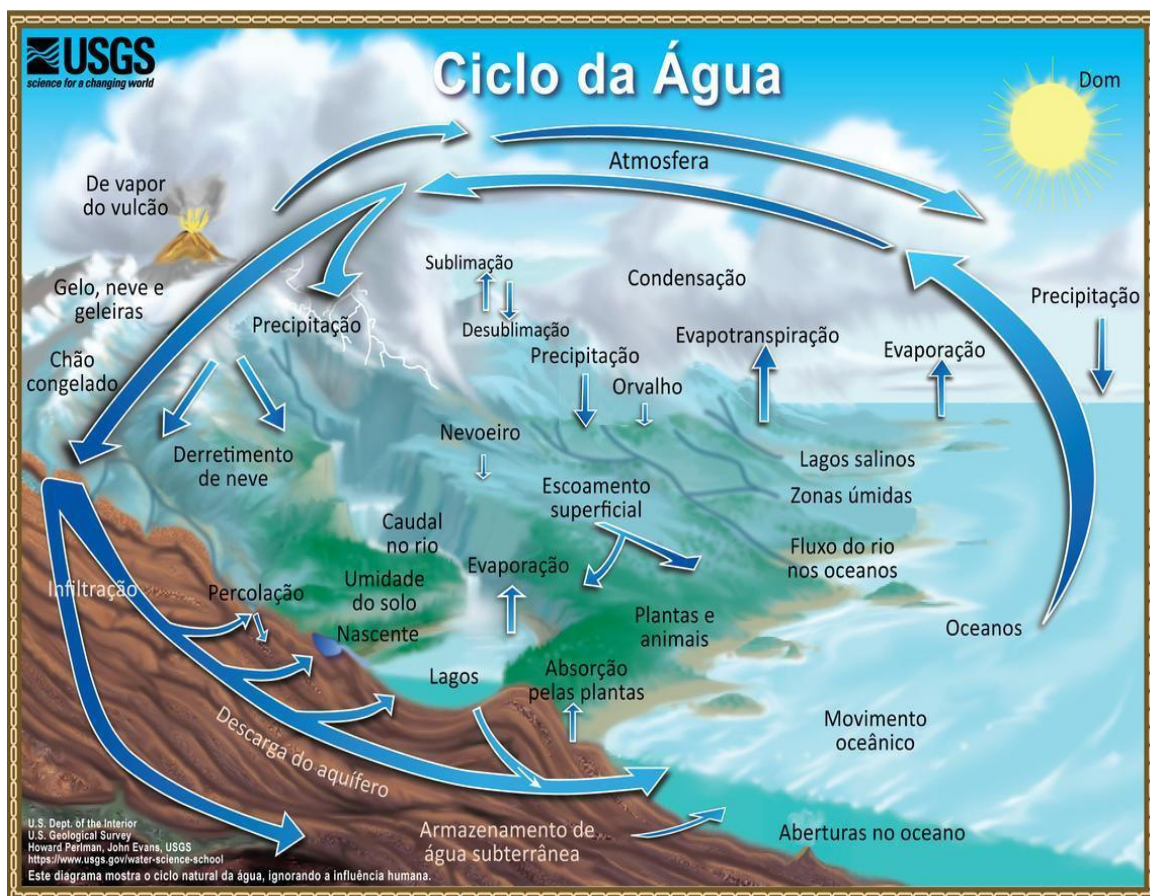 USGS
science for a changing world
Ciclo da Água
Dom
Atmosfera
De vapor
do vulcão
Gelo, neve e
geleiras
Chão
congelado
Precipitação
Sublimação
Desublimação
Condensação
Precipitação
Orvalho
Evapotranspiração
Evaporação
Precipitação
Derretimento
de neve
Nevoeiro
Escoamento
superficial
Lagos salinos
Zonas úmidas
Fluxo do rio
nos oceanos
Caudal
no rio
Evaporação
Umidade
do solo
Infiltração
Percolação
Nascente
Plantas e
animais
Oceanos
Lagos
Absorção
pelas plantas
Movimento
oceânico
Descarga do aquífero
Armazenamento de
água subterrânea
Aberturas no oceano
U.S. Dept. of the Interior
U.S. Geological Survey
Howard Perlman, John Evans, USGS
https://www.usgs.gov/water-science-school
Este diagrama mostra o ciclo natural da água, ignorando a influência humana.